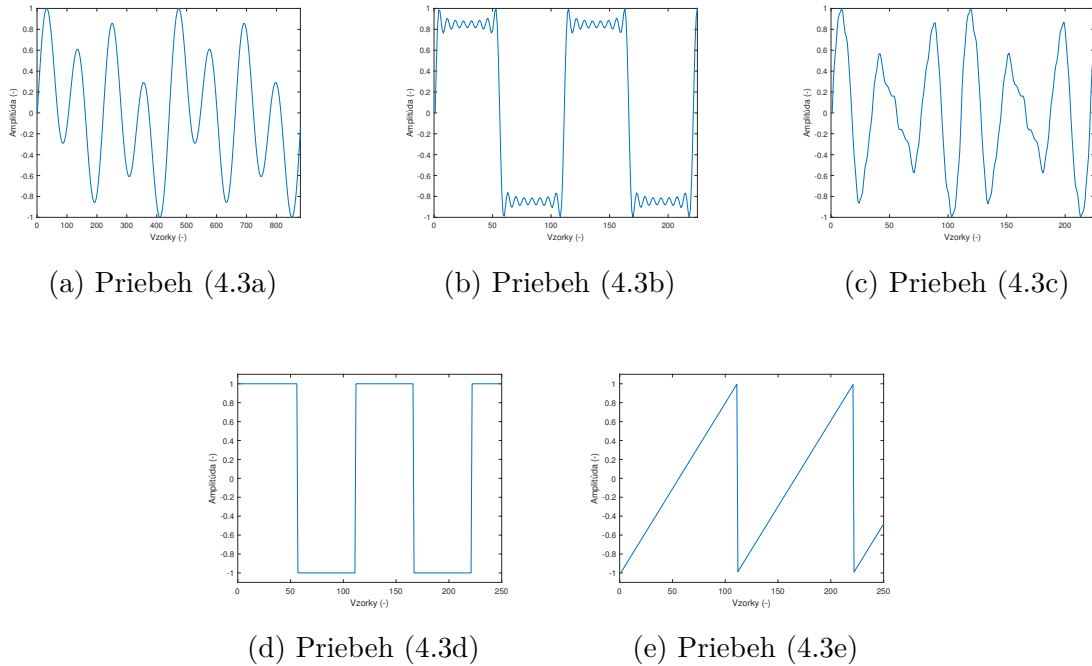 1
0.8
0.6
0.4
0.2
0
-0.2
-0.4
-0.6
-0.8
-1
Amplitúda (-)
0 100 200 300 400 500 600 700 800
Vzorky (-)
(a) Priebeh (4.3a)
1
0.8
0.6
0.4
0.2
0
-0.2
-0.4
-0.6
-0.8
-1
Amplitúda (-)
0 50 100 150 200
Vzorky (-)
(b) Priebeh (4.3b)
1
0.8
0.6
0.4
0.2
0
-0.2
-0.4
-0.6
-0.8
-1
Amplitúda (-)
0 50 100 150 200
Vzorky (-)
(c) Priebeh (4.3c)
1
0.8
0.6
0.4
0.2
0
-0.2
-0.4
-0.6
-0.8
-1
Amplitúda (-)
0 50 100 150 200 250
Vzorky (-)
(d) Priebeh (4.3d)
1
0.8
0.6
0.4
0.2
0
-0.2
-0.4
-0.6
-0.8
-1
Amplitúda (-)
0 50 100 150 200 250
Vzorky (-)
(e) Priebeh (4.3e)